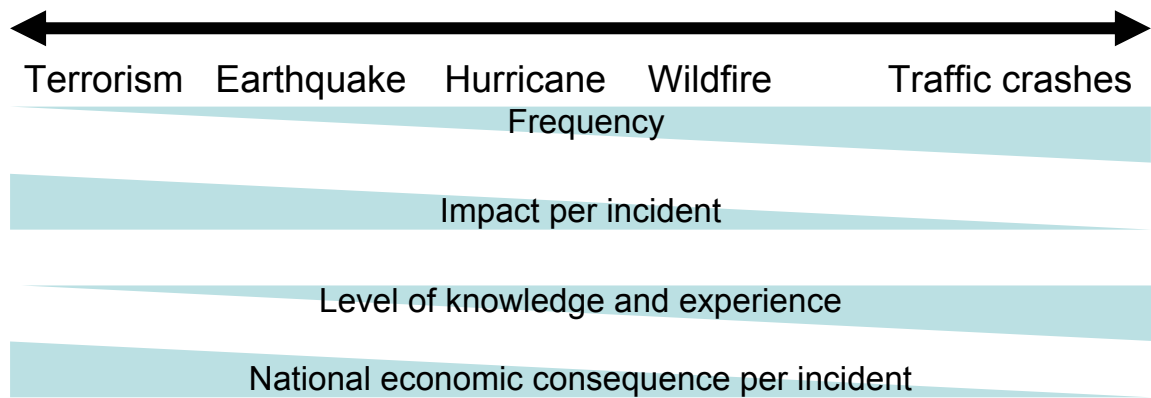 Terrorism Earthquake Hurricane Wildfire Traffic crashes
Frequency
Impact per incident
Level of knowledge and experience
National economic consequence per incident